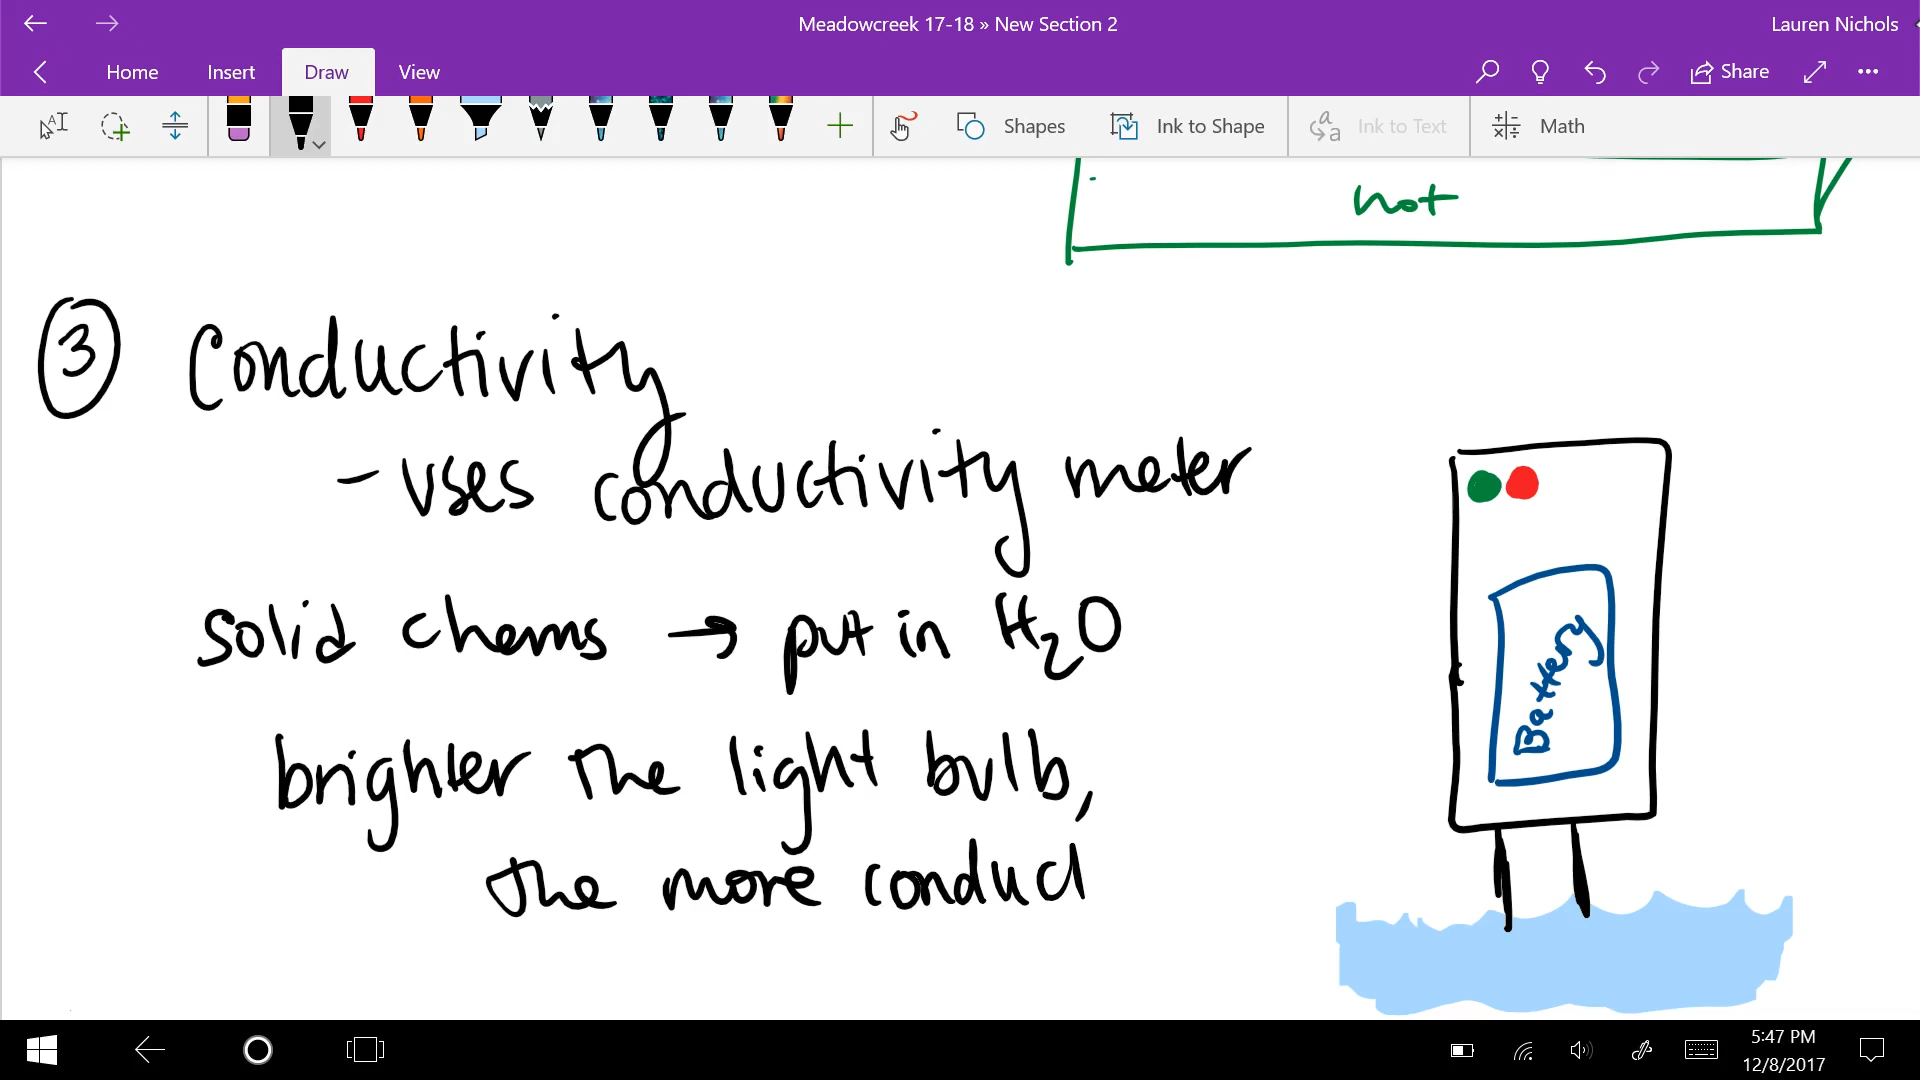 Meadowcreek 17-18 » New Section 2
Lauren Nichols
Home Insert Draw View
Share
Shapes Ink to Shape Ink to Text Math
hot
③ Conductivity
- uses conductivity meter
solid chems → put in H₂O
brighter the light bulb,
the more conduct
Battery
5:47 PM
12/8/2017